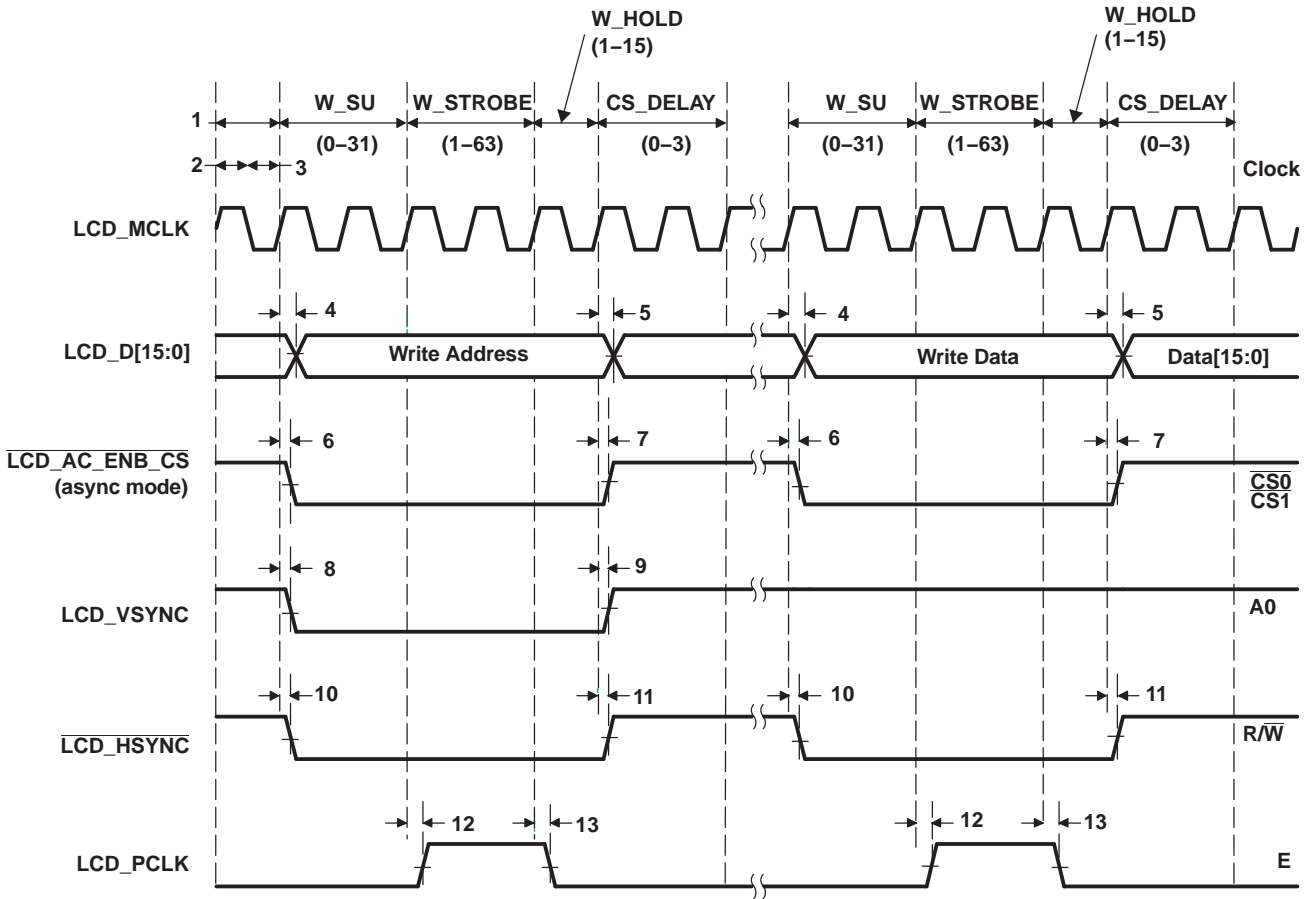 W_HOLD
(1–15)
W_HOLD
(1–15)
W_SU W_STROBE CS_DELAY W_SU W_STROBE CS_DELAY
1
(0–31) (1–63) (0–3) (0–31) (1–63) (0–3)
2 3 Clock
LCD_MCLK
4 5 4 5
LCD_D[15:0] Write Address Write Data Data[15:0]
6 7 6 7
LCD_AC_ENB_CS
(async mode)
CS0
CS1
8 9
LCD_VSYNC A0
10 11 10 11
LCD_HSYNC R/W
12 13 12 13
LCD_PCLK E